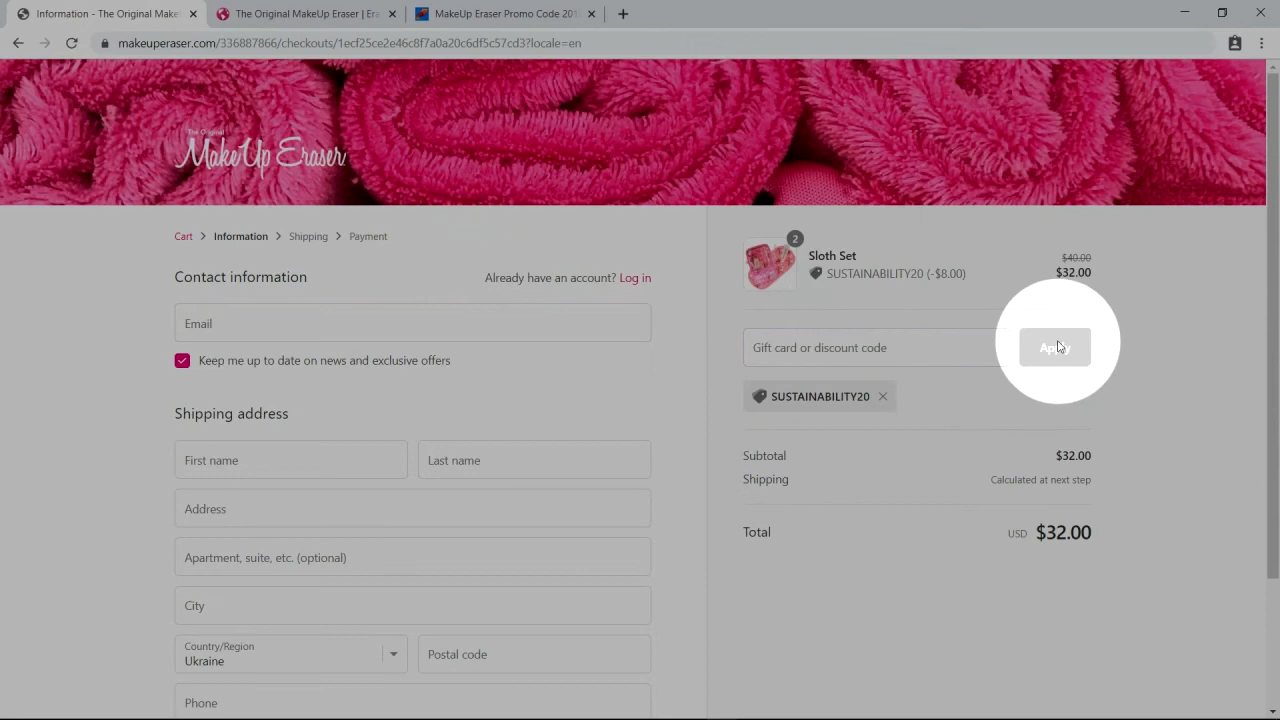 Information - The Original Make
The Original MakeUp Eraser | Era
MakeUp Eraser Promo Code 201
makeuperaser.com/336887866/checkouts/1ecf25ce2e46c8f7a0a20c6df5c57cd3?locale=en
The Original
MakeUp Eraser
Cart > Information > Shipping > Payment
Contact information
Already have an account? Log in
Email
Keep me up to date on news and exclusive offers
Shipping address
First name
Last name
Address
Apartment, suite, etc. (optional)
City
Country/Region
Ukraine
Postal code
Phone
2
Sloth Set
$40.00
SUSTAINABILITY20 (-$8.00)
$32.00
Gift card or discount code
Apply
SUSTAINABILITY20
Subtotal
$32.00
Shipping
Calculated at next step
Total
USD $32.00